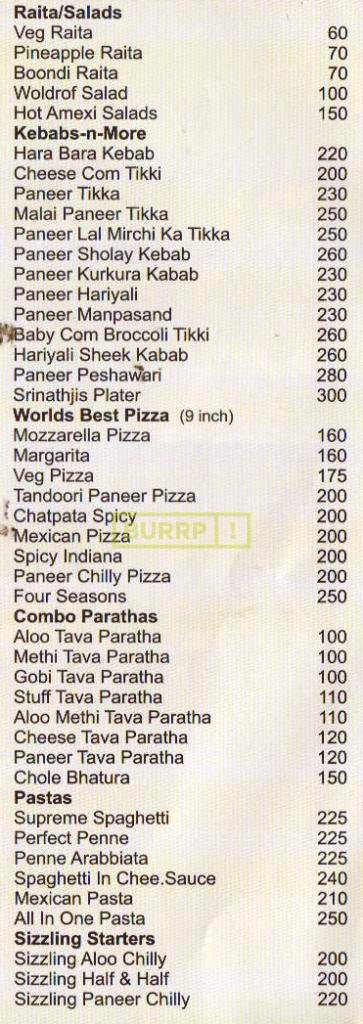 Raita/Salads
Veg Raita 60
Pineapple Raita 70
Boondi Raita 70
Woldrof Salad 100
Hot Amexi Salads 150
Kebabs-n-More
Hara Bara Kebab 220
Cheese Com Tikki 200
Paneer Tikka 230
Malai Paneer Tikka 250
Paneer Lal Mirchi Ka Tikka 250
Paneer Sholay Kebab 260
Paneer Kurkura Kabab 230
Paneer Hariyali 230
Paneer Manpasand 230
Baby Com Broccoli Tikki 260
Hariyali Sheek Kabab 260
Paneer Peshawari 280
Srinathjis Plater 300
Worlds Best Pizza (9 inch)
Mozzarella Pizza 160
Margarita 160
Veg Pizza 175
Tandoori Paneer Pizza 200
Chatpata Spicy 200
BURRP!
Mexican Pizza 200
Spicy Indiana 200
Paneer Chilly Pizza 200
Four Seasons 250
Combo Parathas
Aloo Tava Paratha 100
Methi Tava Paratha 100
Gobi Tava Paratha 100
Stuff Tava Paratha 110
Aloo Methi Tava Paratha 110
Cheese Tava Paratha 120
Paneer Tava Paratha 120
Chole Bhatura 150
Pastas
Supreme Spaghetti 225
Perfect Penne 225
Penne Arabbiata 225
Spaghetti In Chee.Sauce 240
Mexican Pasta 210
All In One Pasta 250
Sizzling Starters
Sizzling Aloo Chilly 200
Sizzling Half & Half 200
Sizzling Paneer Chilly 220